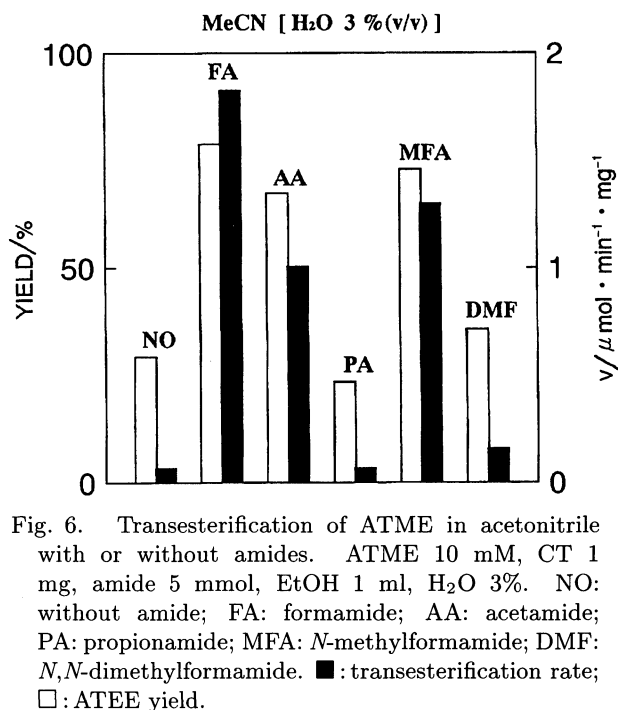 MeCN [ H₂O 3 %(v/v) ]
100
2
FA
AA
MFA
YIELD/%
50
1
v/μ mol • min⁻¹ • mg⁻¹
NO
PA
DMF
0
0
Fig. 6. Transesterification of ATME in acetonitrile
with or without amides. ATME 10 mM, CT 1
mg, amide 5 mmol, EtOH 1 ml, H₂O 3%. NO:
without amide; FA: formamide; AA: acetamide;
PA: propionamide; MFA: N-methylformamide; DMF:
N,N-dimethylformamide. ■: transesterification rate;
□: ATEE yield.